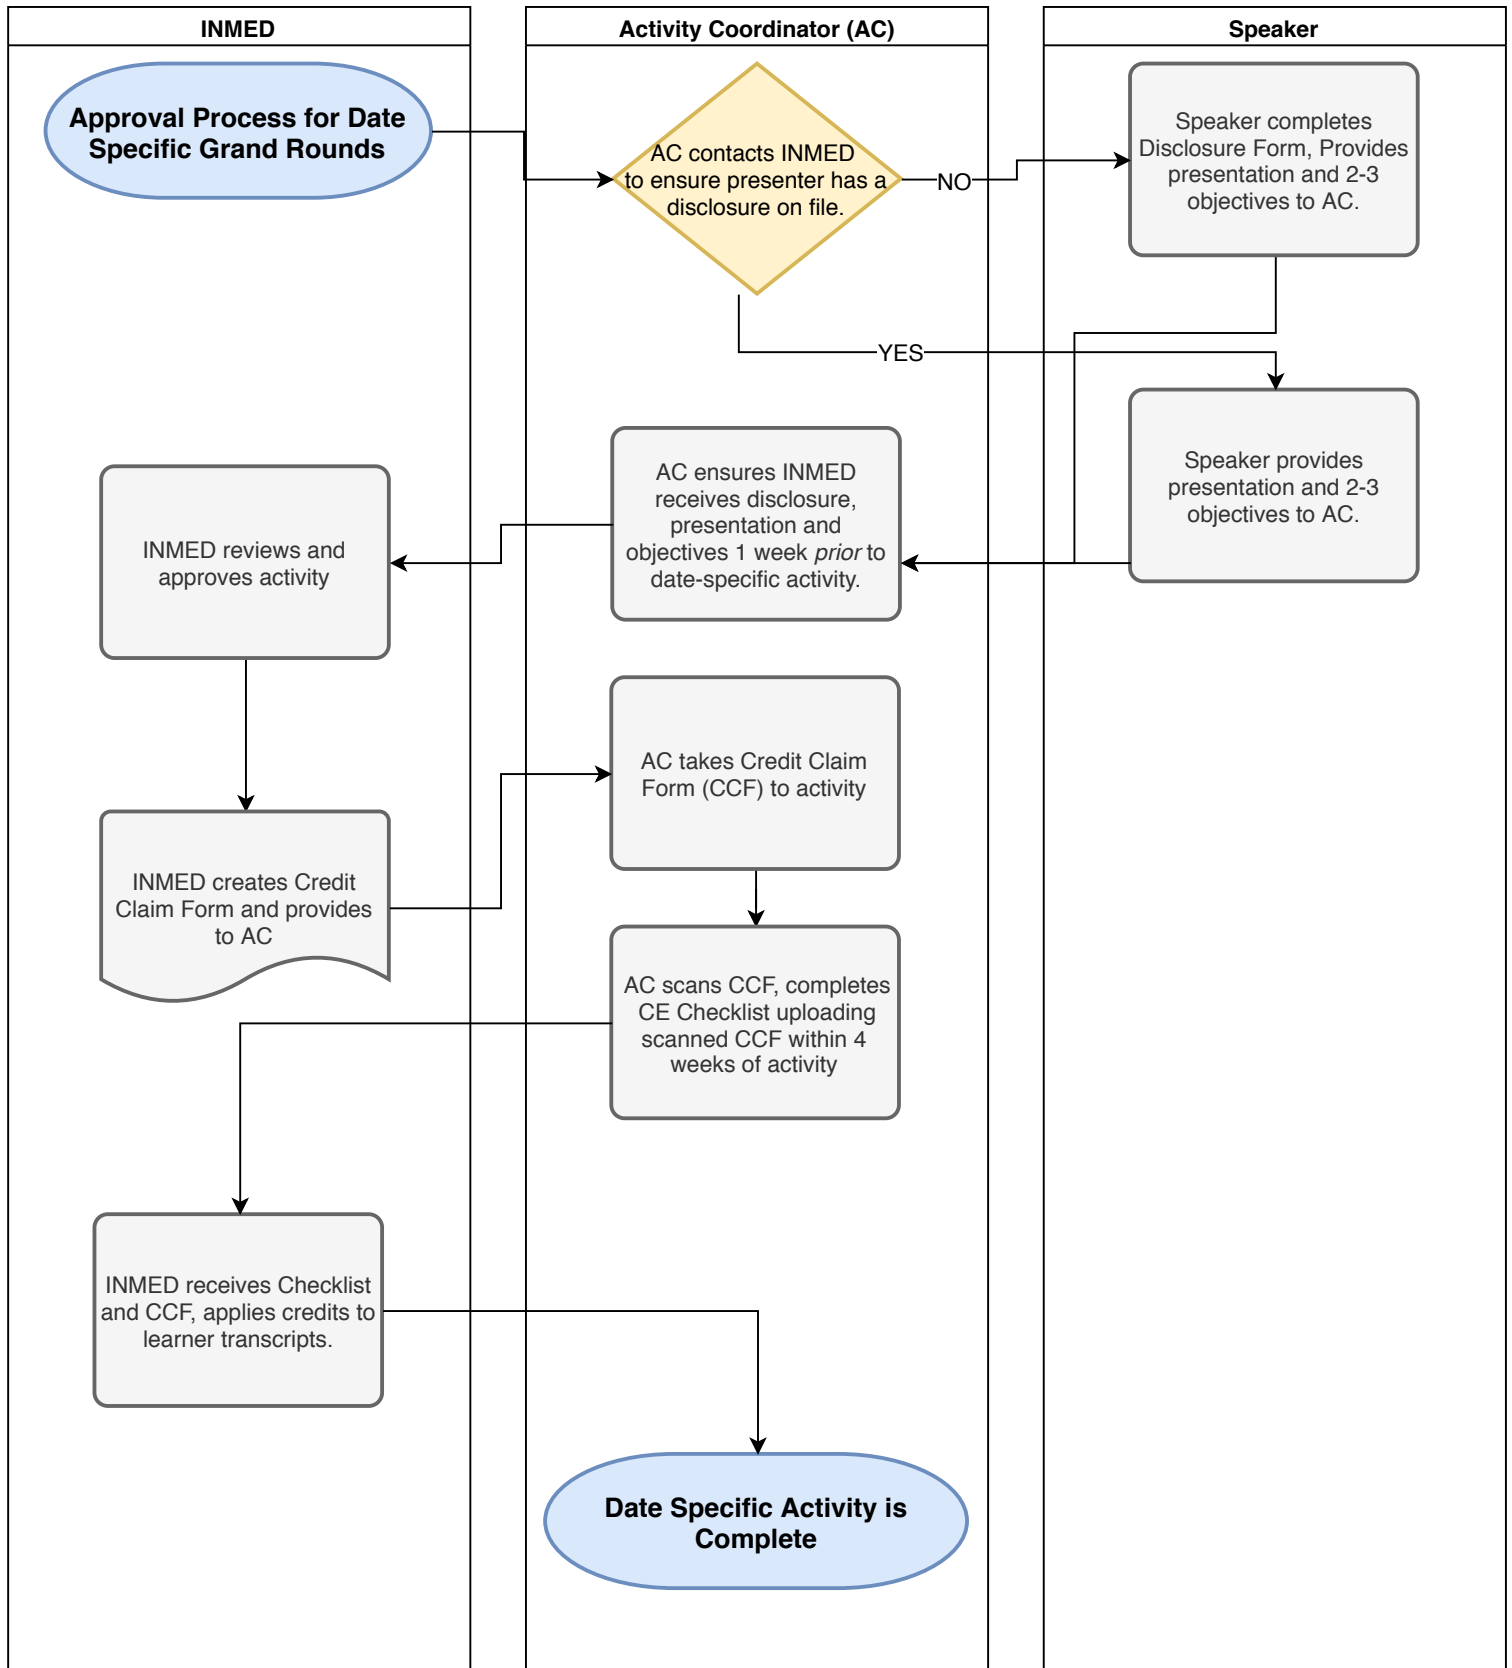 INMED
Activity Coordinator (AC)
Speaker
Approval Process for Date
Specific Grand Rounds
AC contacts INMED
to ensure presenter has a
disclosure on file.
NO
Speaker completes
Disclosure Form, Provides
presentation and 2-3
objectives to AC.
YES
Speaker provides
presentation and 2-3
objectives to AC.
AC ensures INMED
receives disclosure,
presentation and
objectives 1 week prior to
date-specific activity.
INMED reviews and
approves activity
INMED creates Credit
Claim Form and provides
to AC
AC takes Credit Claim
Form (CCF) to activity
AC scans CCF, completes
CE Checklist uploading
scanned CCF within 4
weeks of activity
INMED receives Checklist
and CCF, applies credits to
learner transcripts.
Date Specific Activity is
Complete